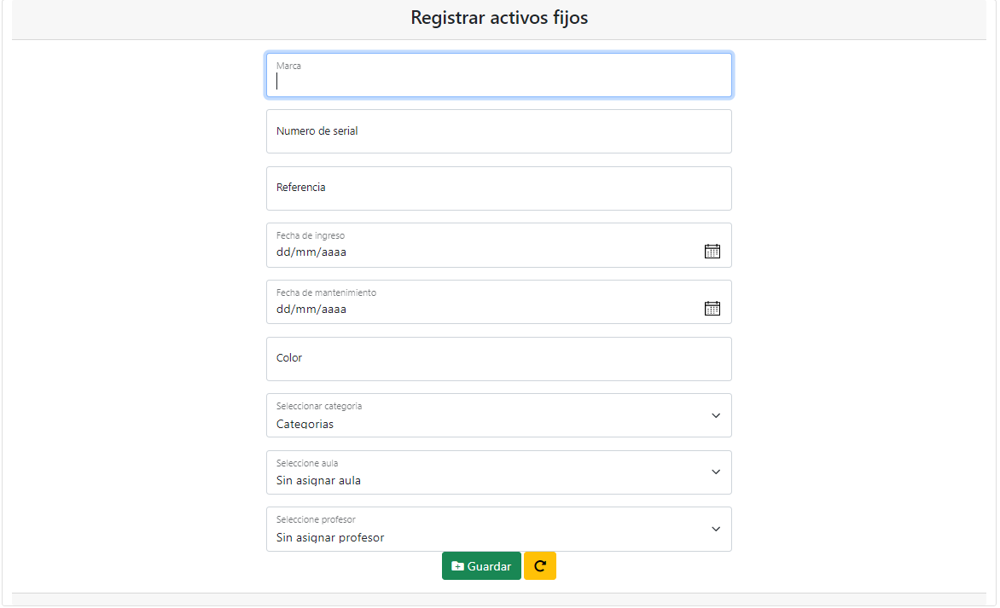 Registrar activos fijos
Marca
Numero de serial
Referencia
Fecha de ingreso
dd/mm/aaaa
Fecha de mantenimiento
dd/mm/aaaa
Color
Seleccionar categoria
Categorias
Seleccione aula
Sin asignar aula
Seleccione profesor
Sin asignar profesor
Guardar